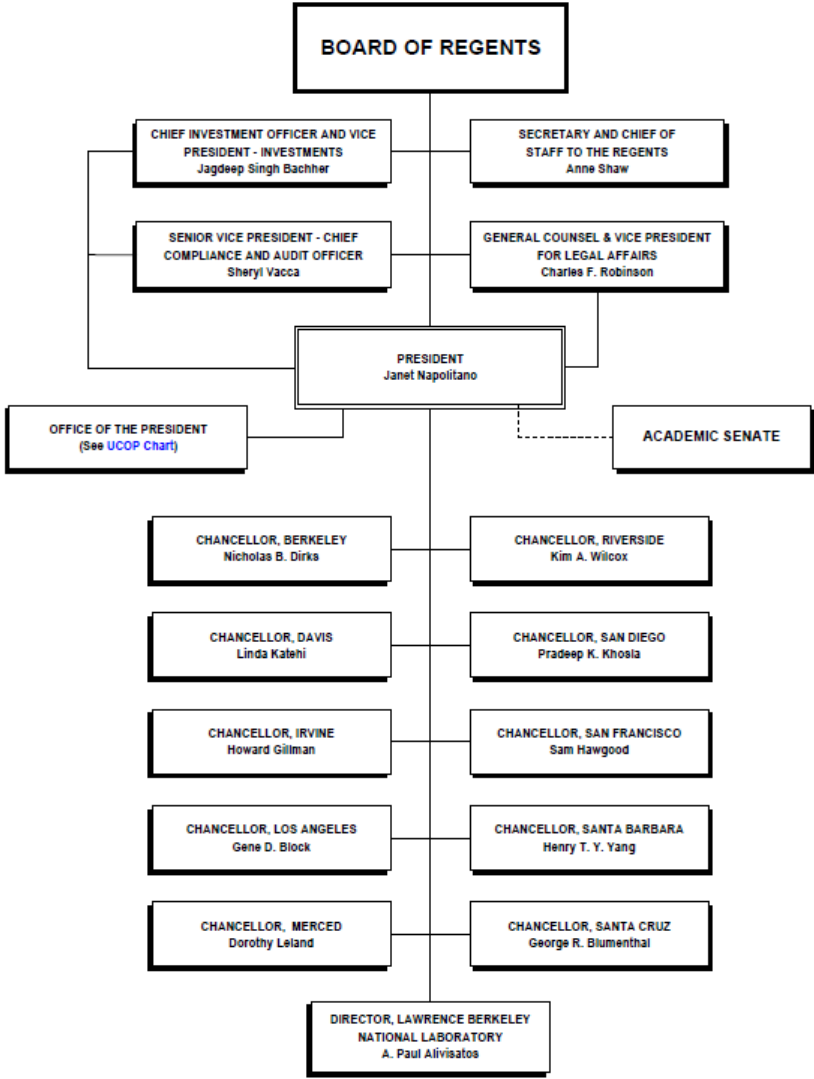 BOARD OF REGENTS
CHIEF INVESTMENT OFFICER AND VICE
PRESIDENT - INVESTMENTS
Jagdeep Singh Bachher
SECRETARY AND CHIEF OF
STAFF TO THE REGENTS
Anne Shaw
SENIOR VICE PRESIDENT - CHIEF
COMPLIANCE AND AUDIT OFFICER
Sheryl Vacca
GENERAL COUNSEL & VICE PRESIDENT
FOR LEGAL AFFAIRS
Charles F. Robinson
PRESIDENT
Janet Napolitano
OFFICE OF THE PRESIDENT
(See UCOP Chart)
ACADEMIC SENATE
CHANCELLOR, BERKELEY
Nicholas B. Dirks
CHANCELLOR, RIVERSIDE
Kim A. Wilcox
CHANCELLOR, DAVIS
Linda Katehi
CHANCELLOR, SAN DIEGO
Pradeep K. Khosla
CHANCELLOR, IRVINE
Howard Gillman
CHANCELLOR, SAN FRANCISCO
Sam Hawgood
CHANCELLOR, LOS ANGELES
Gene D. Block
CHANCELLOR, SANTA BARBARA
Henry T. Y. Yang
CHANCELLOR, MERCED
Dorothy Leland
CHANCELLOR, SANTA CRUZ
George R. Blumenthal
DIRECTOR, LAWRENCE BERKELEY
NATIONAL LABORATORY
A. Paul Alivisatos